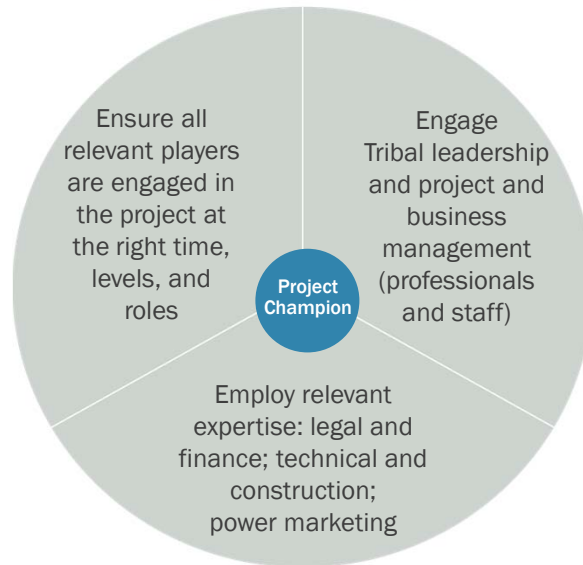 Ensure all
relevant players
are engaged in
the project at
the right time,
levels, and
roles
Engage
Tribal leadership
and project and
business
management
(professionals
and staff)
Project
Champion
Employ relevant
expertise: legal and
finance; technical and
construction;
power marketing